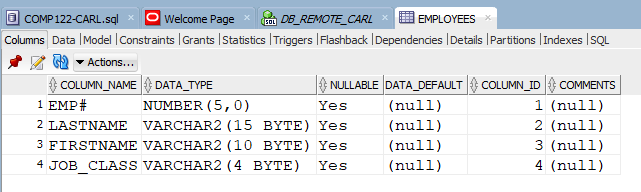 COMP122-CARL.sql Welcome Page DB_REMOTE_CARL EMPLOYEES
Columns Data Model Constraints Grants Statistics Triggers Flashback Dependencies Details Partitions Indexes SQL
Actions...
COLUMN_NAME DATA_TYPE NULLABLE DATA_DEFAULT COLUMN_ID COMMENTS
1 EMP# NUMBER(5,0) Yes (null) 1 (null)
2 LASTNAME VARCHAR2(15 BYTE) Yes (null) 2 (null)
3 FIRSTNAME VARCHAR2(10 BYTE) Yes (null) 3 (null)
4 JOB_CLASS VARCHAR2(4 BYTE) Yes (null) 4 (null)